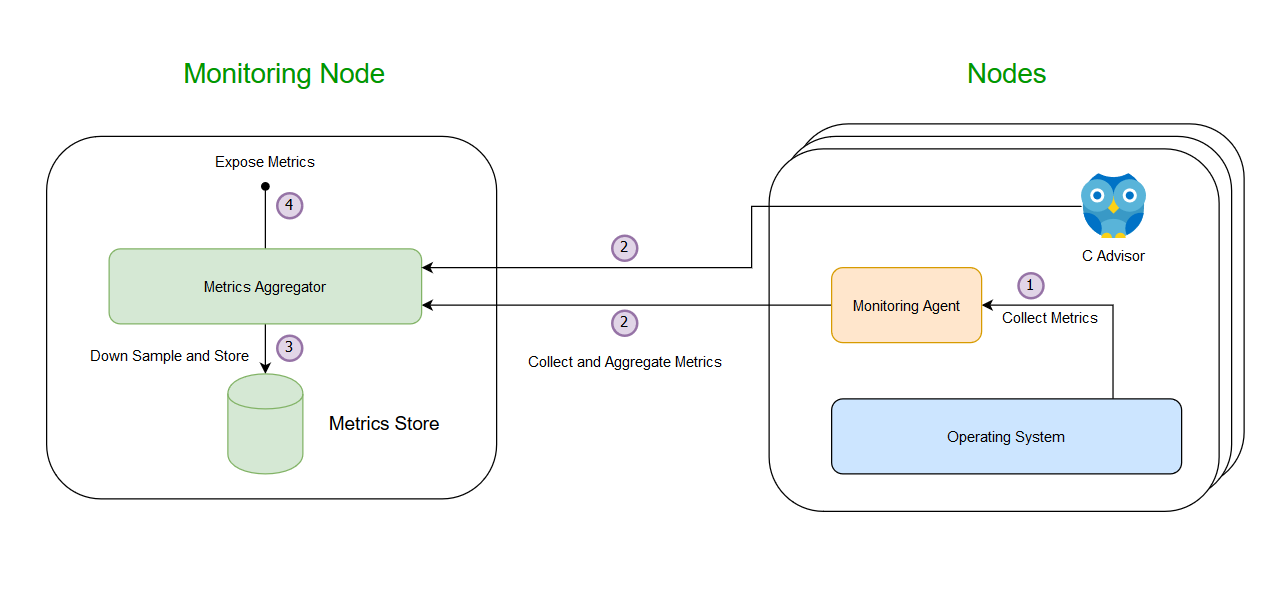 Monitoring Node
Nodes
Expose Metrics
4
Metrics Aggregator
3
Down Sample and Store
Metrics Store
2
2
Collect and Aggregate Metrics
C Advisor
1
Monitoring Agent
Collect Metrics
Operating System